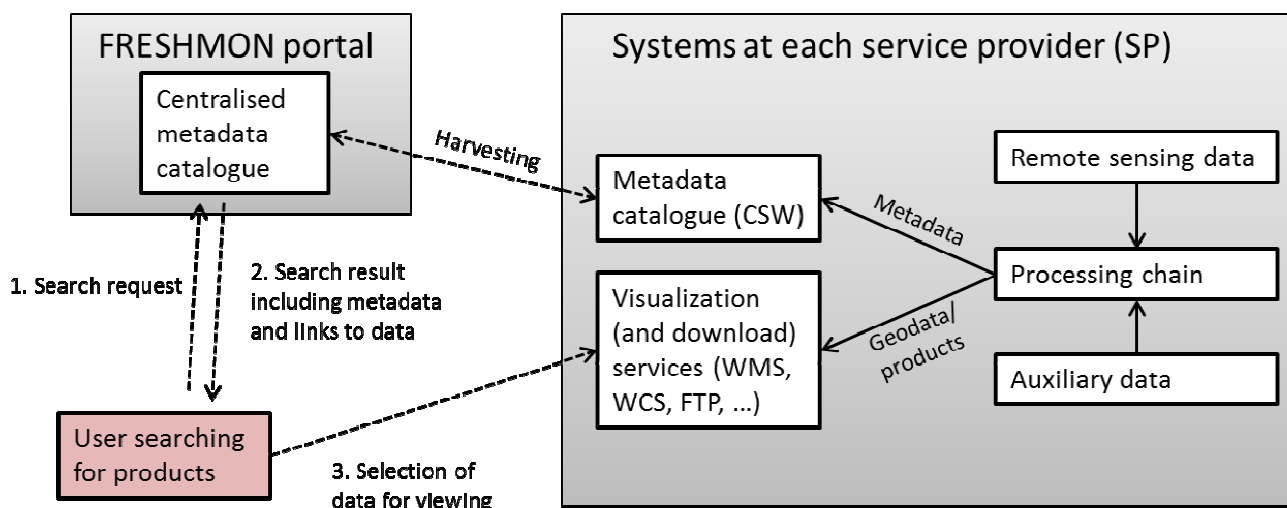 FRESHMON portal
Centralised
metadata
catalogue
Systems at each service provider (SP)
Harvesting
Metadata
catalogue (CSW)
Metadata
Remote sensing data
Processing chain
Auxiliary data
Geodata/
products
Visualization
(and download)
services (WMS,
WCS, FTP, ...)
1. Search request
2. Search result
including metadata
and links to data
User searching
for products
3. Selection of
data for viewing